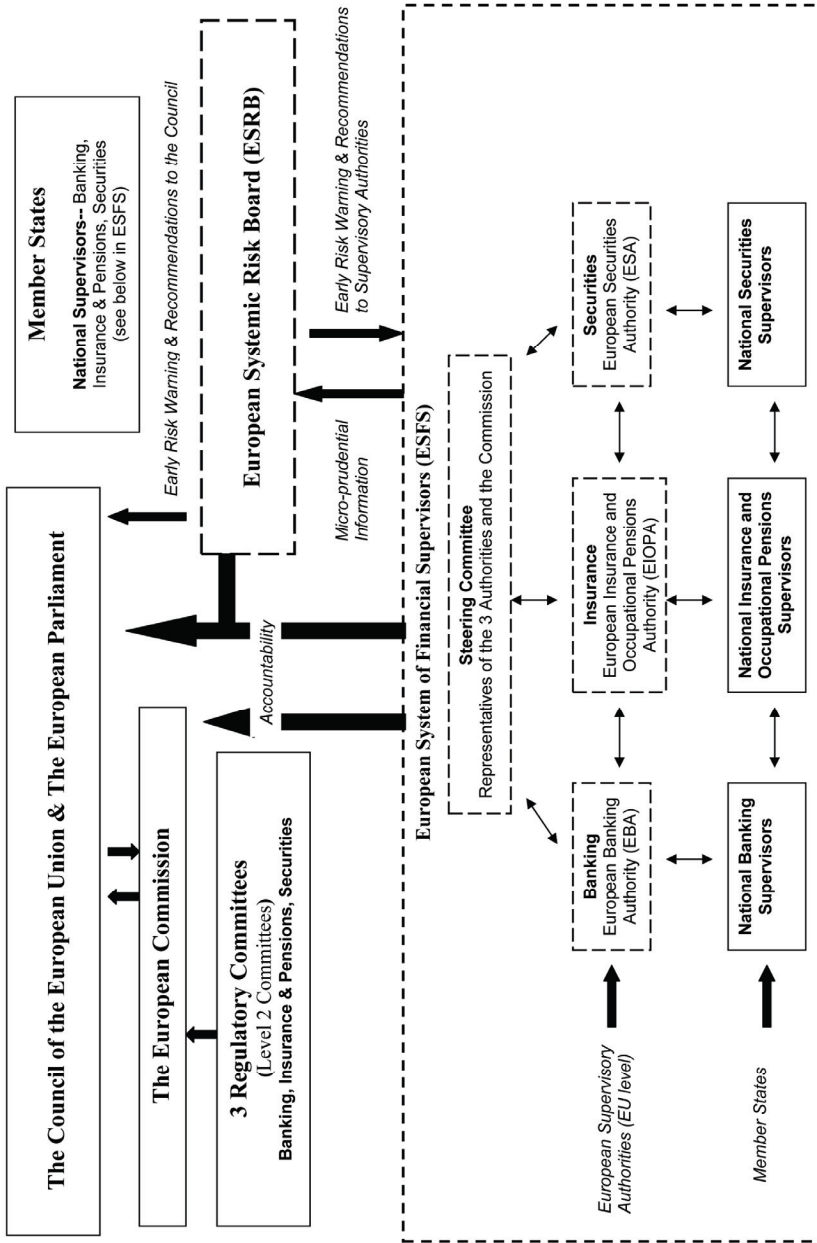 The Council of the European Union & The European Parliament
Member States
National Supervisors-- Banking,
Insurance & Pensions, Securities
(see below in ESFS)
Early Risk Warning & Recommendations to the Council
The European Commission
Accountability
European Systemic Risk Board (ESRB)
3 Regulatory Committees
(Level 2 Committees)
Banking, Insurance & Pensions, Securities
Micro-prudential
Information
Early Risk Warning & Recommendations
to Supervisory Authorities
European System of Financial Supervisors (ESFS)
Steering Committee
Representatives of the 3 Authorities and the Commission
European Supervisory
Authorities (EU level)
Banking
European Banking
Authority (EBA)
Insurance
European Insurance and
Occupational Pensions
Authority (EIOPA)
Securities
European Securities
Authority (ESA)
Member States
National Banking
Supervisors
National Insurance and
Occupational Pensions
Supervisors
National Securities
Supervisors